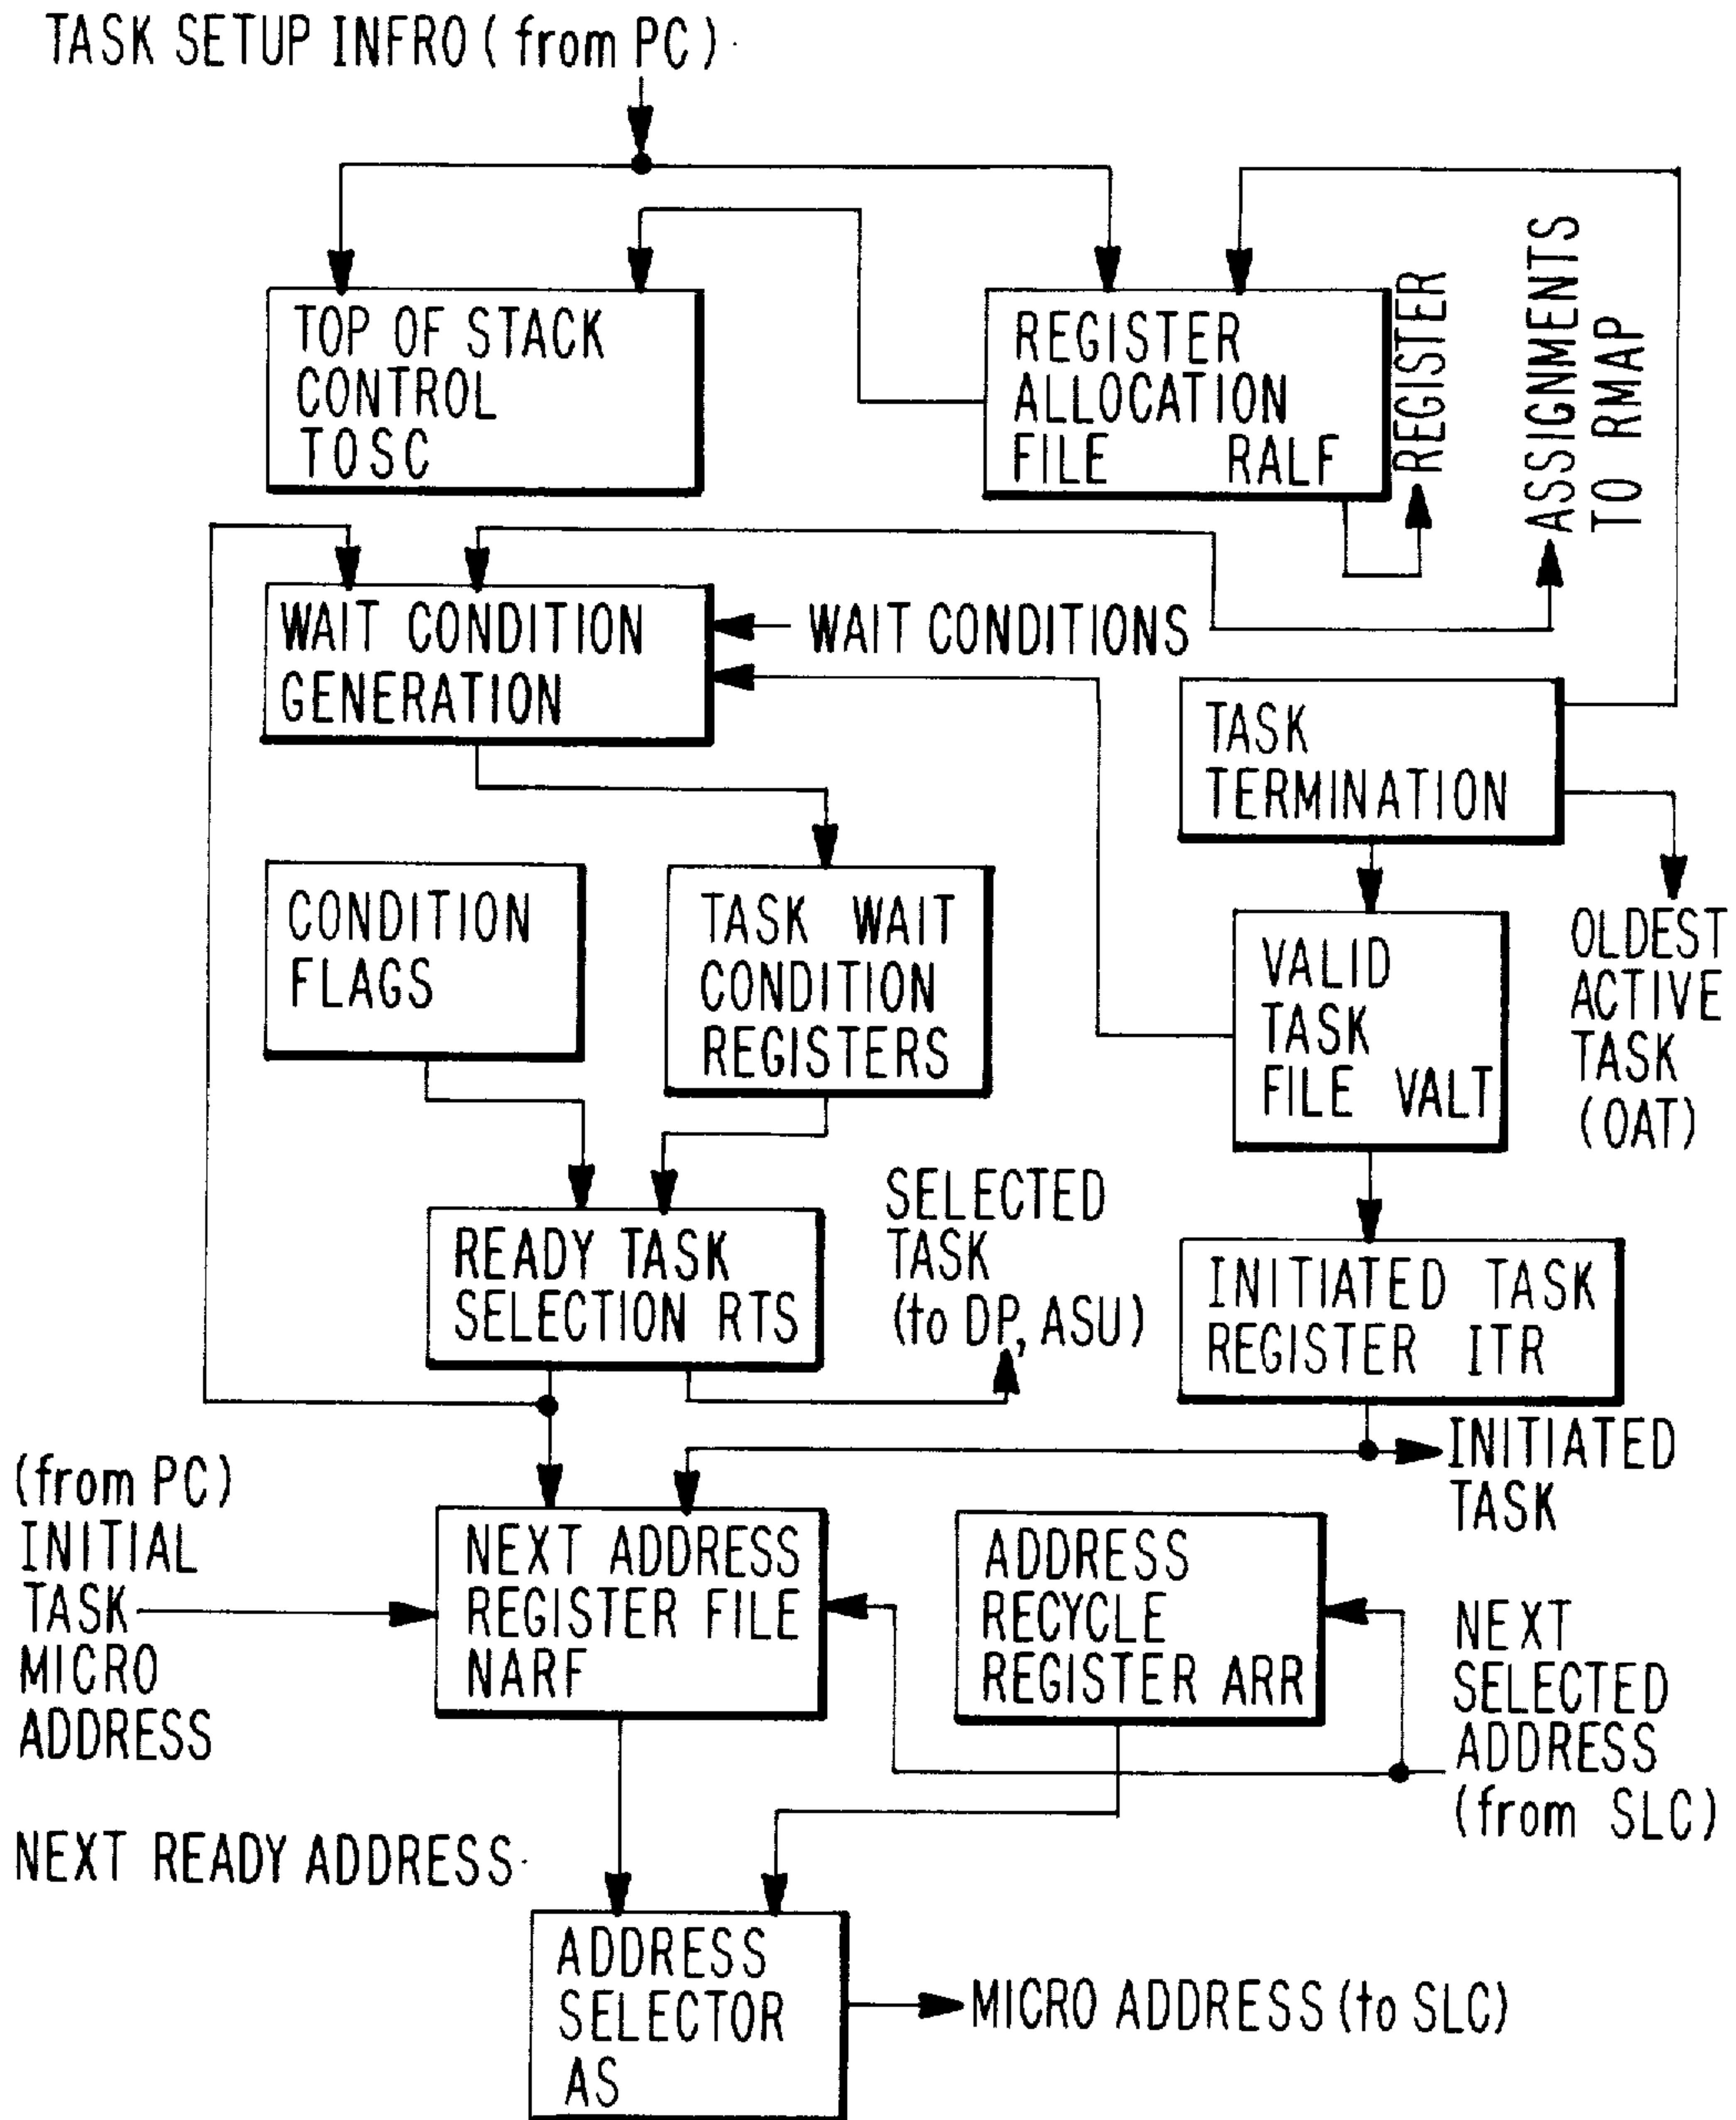 TASK SETUP INFRO (from PC)
TOP OF STACK
CONTROL
TOSC
REGISTER
ALLOCATION
FILE RALF
REGISTER
ASSIGNMENTS
TO RMAP
WAIT CONDITION
GENERATION
WAIT CONDITIONS
TASK
TERMINATION
CONDITION
FLAGS
TASK WAIT
CONDITION
REGISTERS
VALID
TASK
FILE VALT
OLDEST
ACTIVE
TASK
(OAT)
READY TASK
SELECTION RTS
SELECTED
TASK
(to DP, ASU)
INITIATED TASK
REGISTER ITR
INITIATED
TASK
(from PC)
INITIAL
TASK
MICRO
ADDRESS
NEXT ADDRESS
REGISTER FILE
NARF
ADDRESS
RECYCLE
REGISTER ARR
NEXT
SELECTED
ADDRESS
(from SLC)
NEXT READY ADDRESS
ADDRESS
SELECTOR
AS
MICRO ADDRESS (to SLC)